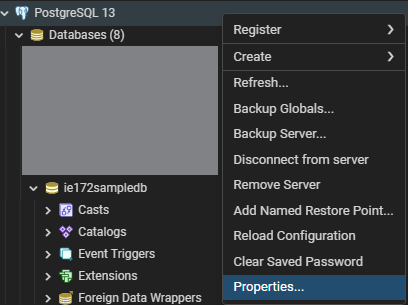 PostgreSQL 13
Databases (8)
ie172sampledb
Casts
Catalogs
Event Triggers
Extensions
Foreign Data Wrappers
Register
Create
Refresh...
Backup Globals...
Backup Server...
Disconnect from server
Remove Server
Add Named Restore Point...
Reload Configuration
Clear Saved Password
Properties...